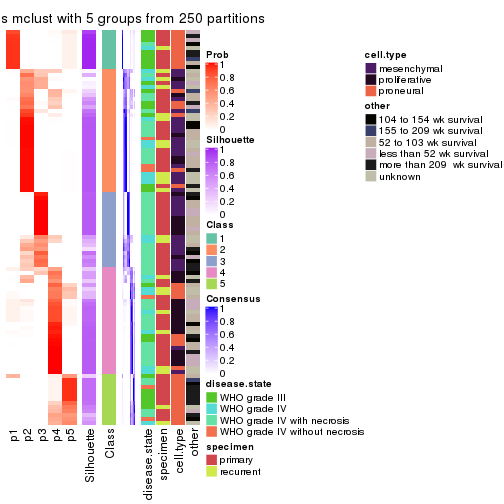 s mclust with 5 groups from 250 partitions
Prob
1
0.8
0.6
0.4
0.2
0
Silhouette
1
0.8
0.6
0.4
0.2
0
Class
1
2
3
4
5
Consensus
1
0.8
0.6
0.4
0.2
0
disease.state
WHO grade III
WHO grade IV
WHO grade IV with necrosis
WHO grade IV without necrosis
specimen
primary
recurrent
cell.type
mesenchymal
proliferative
proneural
other
104 to 154 wk survival
155 to 209 wk survival
52 to 103 wk survival
less than 52 wk survival
more than 209  wk survival
unknown
p1
p2
p3
p4
p5
Silhouette
Class
disease.state
specimen
cell.type
other